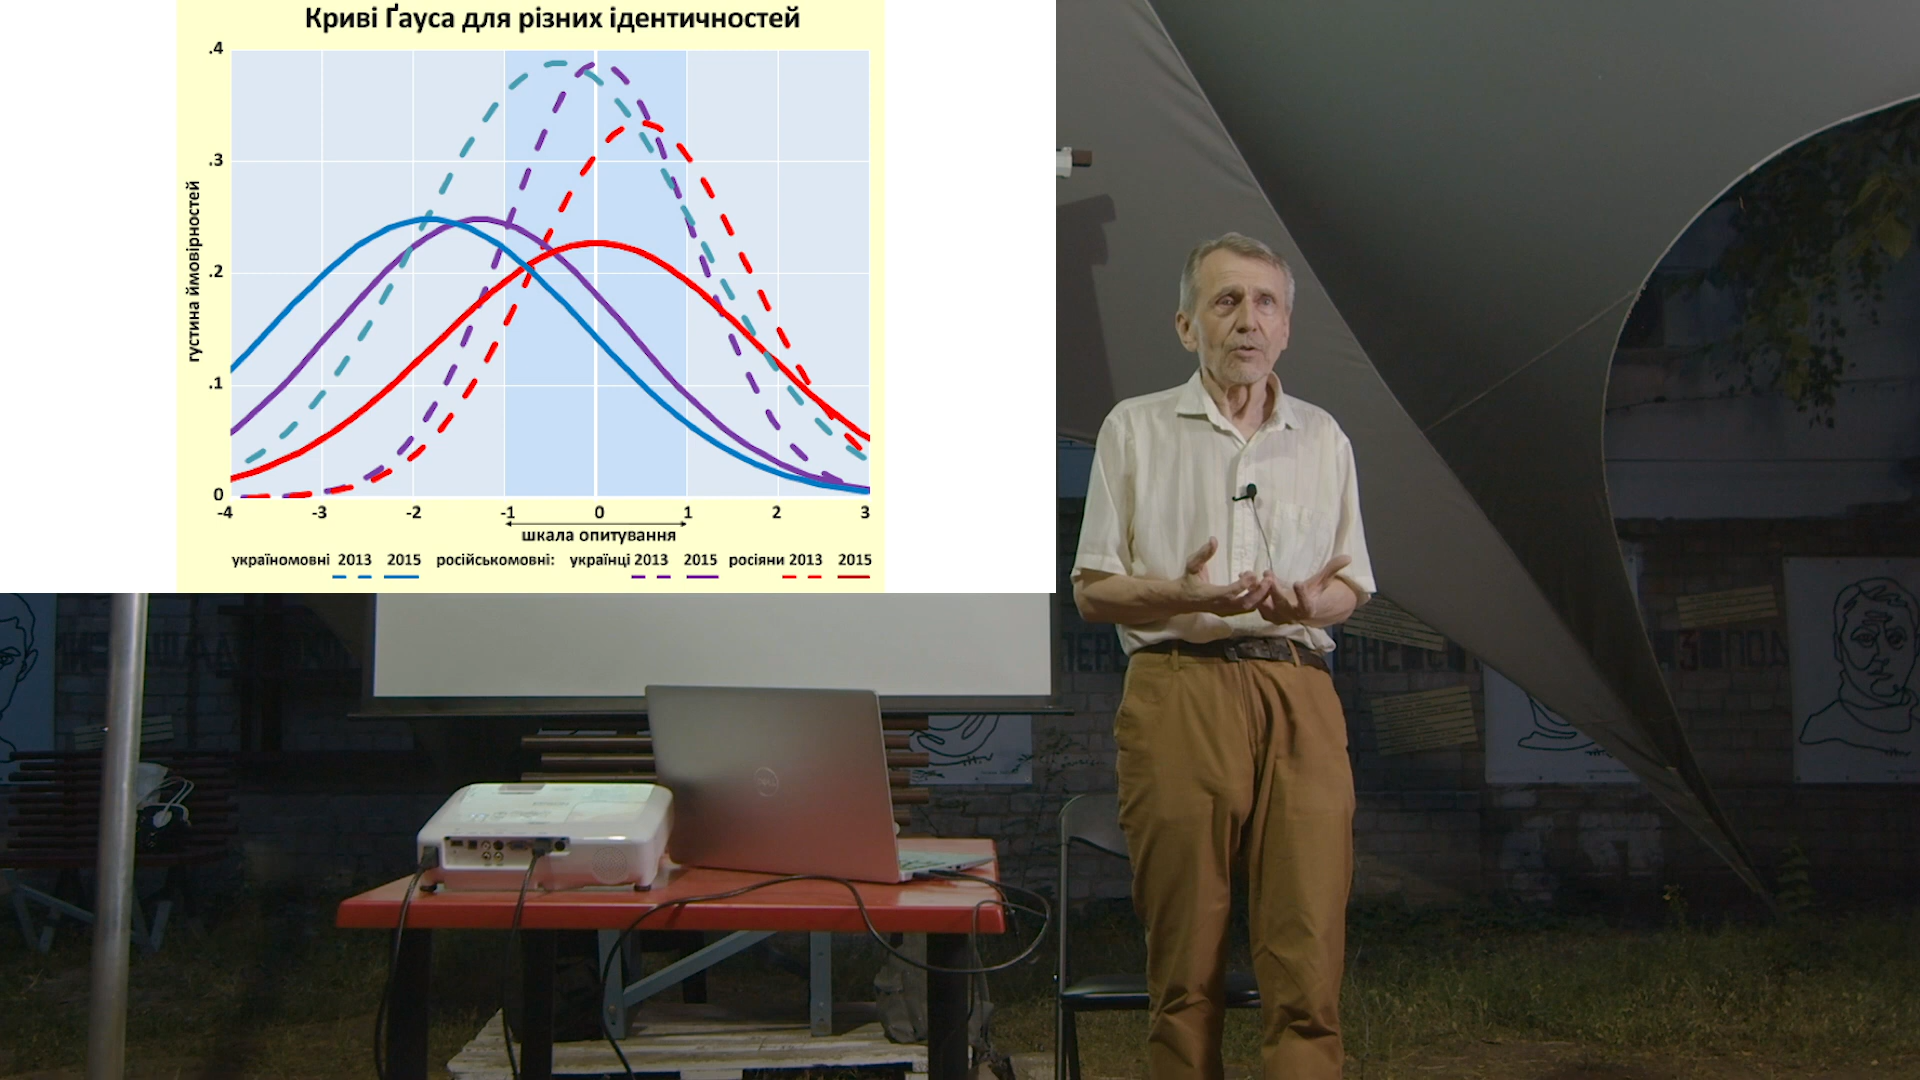 Криві Ґауса для різних ідентичностей
.4
.3
.2
.1
0
густина ймовірностей
-4 -3 -2 -1 0 1 2 3
шкала опитування
україномовні 2013 2015 російськомовні: українці 2013 2015 росіяни 2013 2015
DELL